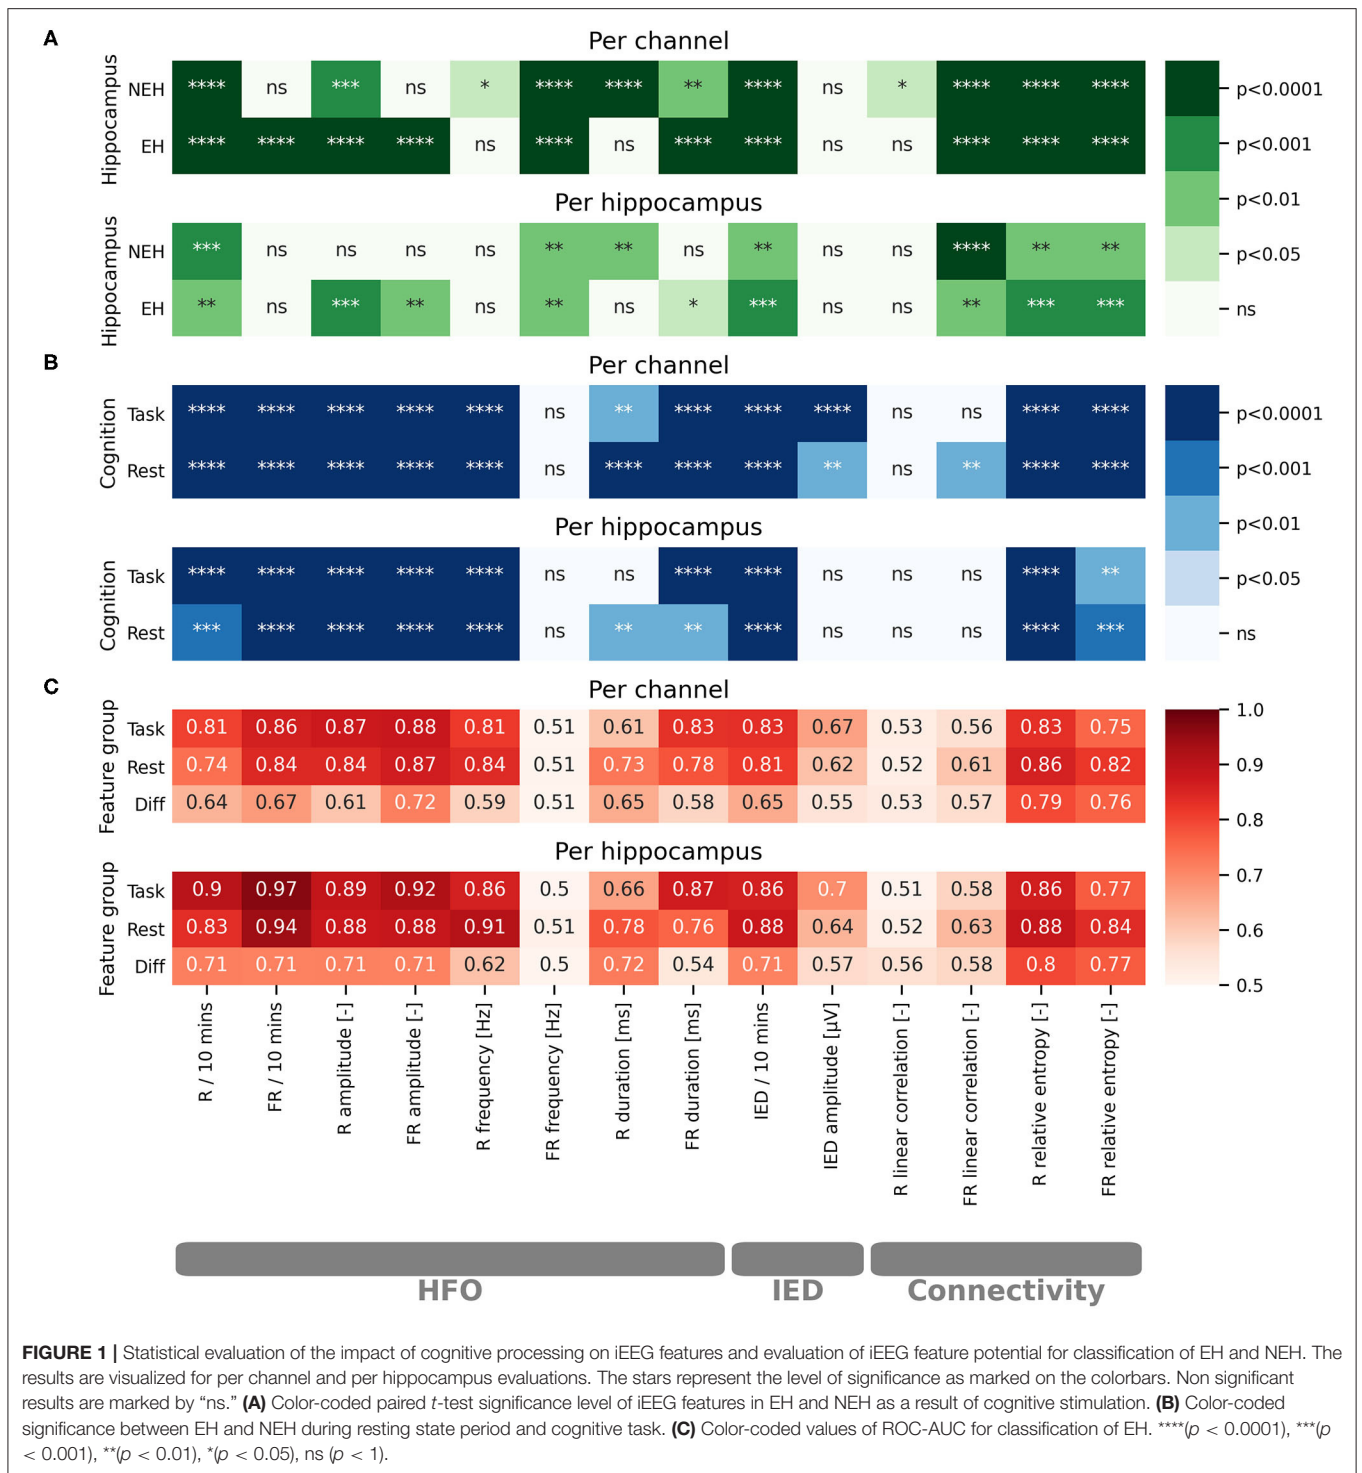 A
Per channel
Hippocampus
NEH **** ns *** ns * **** **** ** **** ns * **** **** ****
EH **** **** **** **** ns **** ns **** **** ns ns **** **** ****
Per hippocampus
Hippocampus
NEH *** ns ns ns ns ** ** ns ** ns ns **** ** **
EH ** ns *** ** ns ** ns * *** ns ns ** *** ***
p<0.0001
p<0.001
p<0.01
p<0.05
ns
B
Per channel
Cognition
Task **** **** **** **** **** ns ** **** **** **** ns ns **** ****
Rest **** **** **** **** **** ns **** **** **** ** ns ** **** ****
Per hippocampus
Cognition
Task **** **** **** **** **** ns ns **** **** ns ns ns **** **
Rest *** **** **** **** **** ns ** ** **** ns ns ns **** ***
p<0.0001
p<0.001
p<0.01
p<0.05
ns
C
Per channel
Feature group
Task 0.81 0.86 0.87 0.88 0.81 0.51 0.61 0.83 0.83 0.67 0.53 0.56 0.83 0.75
Rest 0.74 0.84 0.84 0.87 0.84 0.51 0.73 0.78 0.81 0.62 0.52 0.61 0.86 0.82
Diff 0.64 0.67 0.61 0.72 0.59 0.51 0.65 0.58 0.65 0.55 0.53 0.57 0.79 0.76
Per hippocampus
Feature group
Task 0.9 0.97 0.89 0.92 0.86 0.5 0.66 0.87 0.86 0.7 0.51 0.58 0.86 0.77
Rest 0.83 0.94 0.88 0.88 0.91 0.51 0.78 0.76 0.88 0.64 0.52 0.63 0.88 0.84
Diff 0.71 0.71 0.71 0.71 0.62 0.5 0.72 0.54 0.71 0.57 0.56 0.58 0.8 0.77
1.0
0.9
0.8
0.7
0.6
0.5
R / 10 mins
FR / 10 mins
R amplitude [-]
FR amplitude [-]
R frequency [Hz]
FR frequency [Hz]
R duration [ms]
FR duration [ms]
IED / 10 mins
IED amplitude [μV]
R linear correlation [-]
FR linear correlation [-]
R relative entropy [-]
FR relative entropy [-]
HFO IED Connectivity
FIGURE 1 | Statistical evaluation of the impact of cognitive processing on iEEG features and evaluation of iEEG feature potential for classification of EH and NEH. The
results are visualized for per channel and per hippocampus evaluations. The stars represent the level of significance as marked on the colorbars. Non significant
results are marked by “ns.” (A) Color-coded paired t-test significance level of iEEG features in EH and NEH as a result of cognitive stimulation. (B) Color-coded
significance between EH and NEH during resting state period and cognitive task. (C) Color-coded values of ROC-AUC for classification of EH. ****(p < 0.0001), ***(p
< 0.001), **(p < 0.01), *(p < 0.05), ns (p < 1).